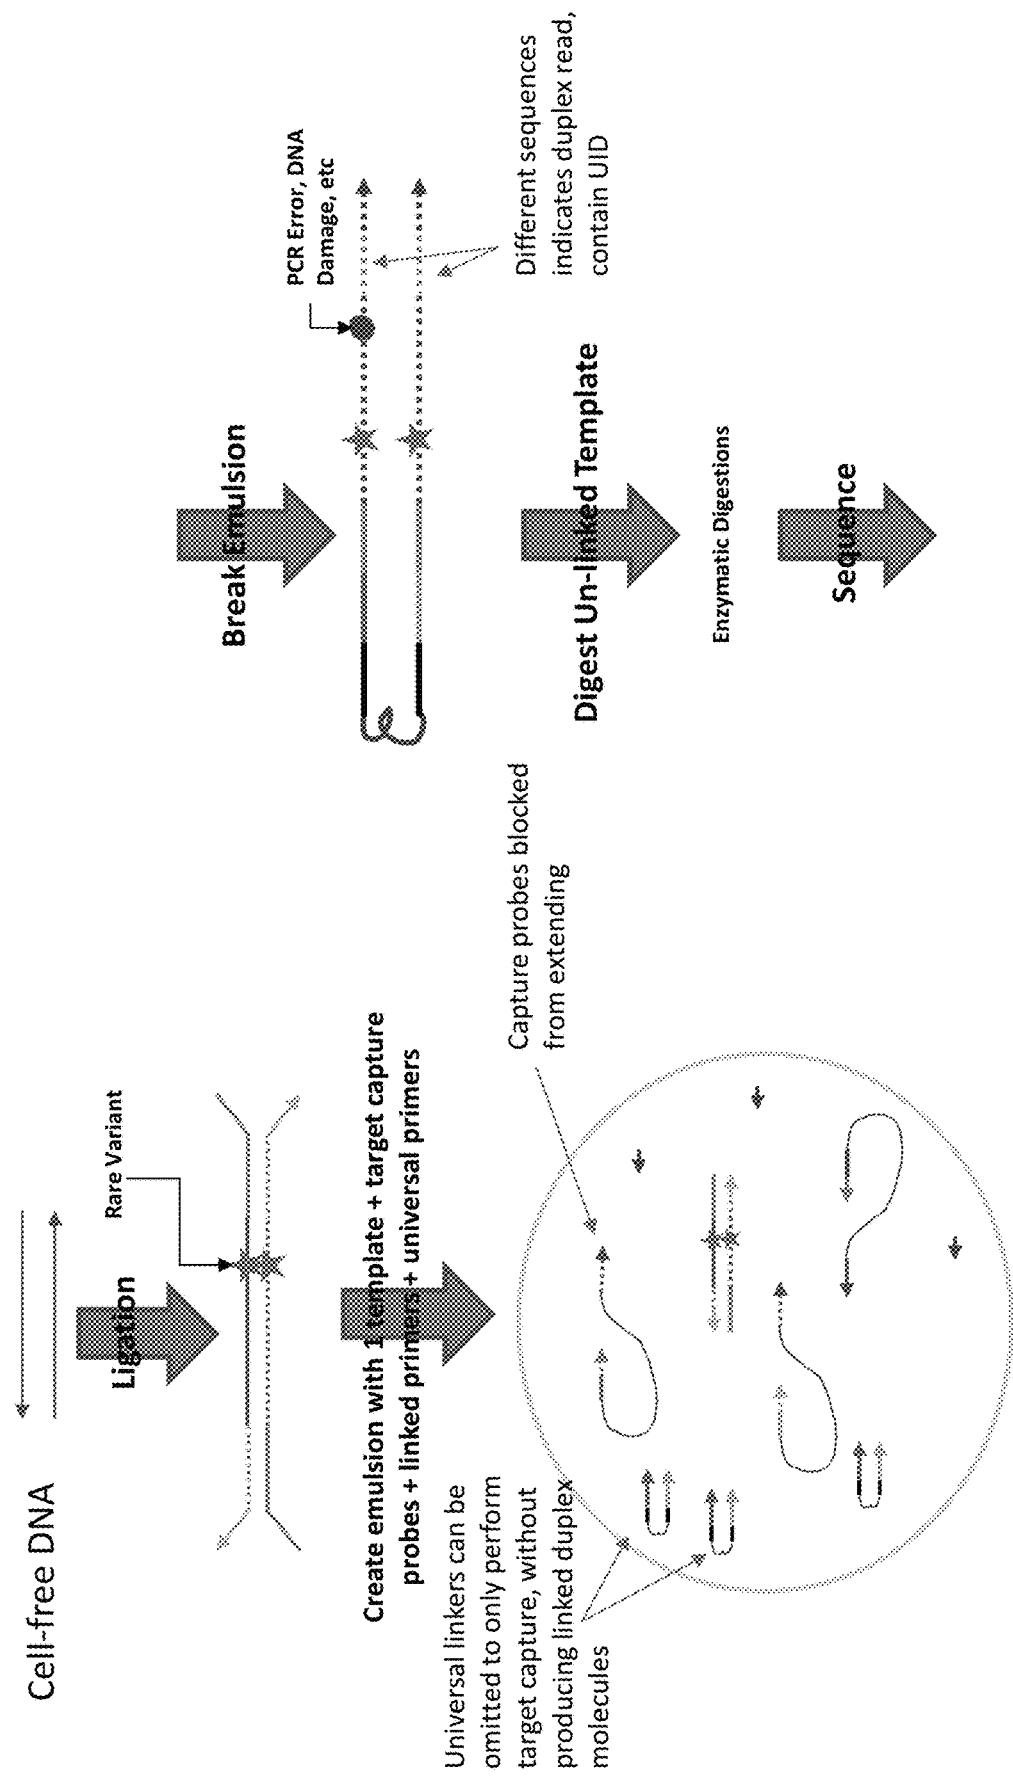 Cell-free DNA
Ligation
Rare Variant
Create emulsion with 1 template + target capture
probes + linked primers + universal primers
Universal linkers can be
omitted to only perform
target capture, without
producing linked duplex
molecules
Capture probes blocked
from extending
Break Emulsion
PCR Error, DNA
Damage, etc
Different sequences
indicates duplex read,
contain UID
Digest Un-linked Template
Enzymatic Digestions
Sequence